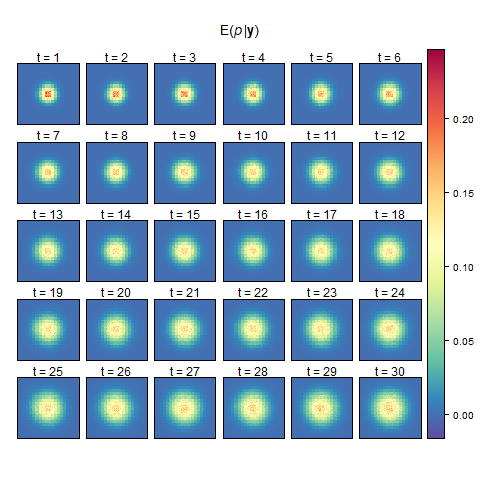 E(p|y)
t = 1 t = 2 t = 3 t = 4 t = 5 t = 6
t = 7 t = 8 t = 9 t = 10 t = 11 t = 12
t = 13 t = 14 t = 15 t = 16 t = 17 t = 18
t = 19 t = 20 t = 21 t = 22 t = 23 t = 24
t = 25 t = 26 t = 27 t = 28 t = 29 t = 30
0.20
0.15
0.10
0.05
0.00